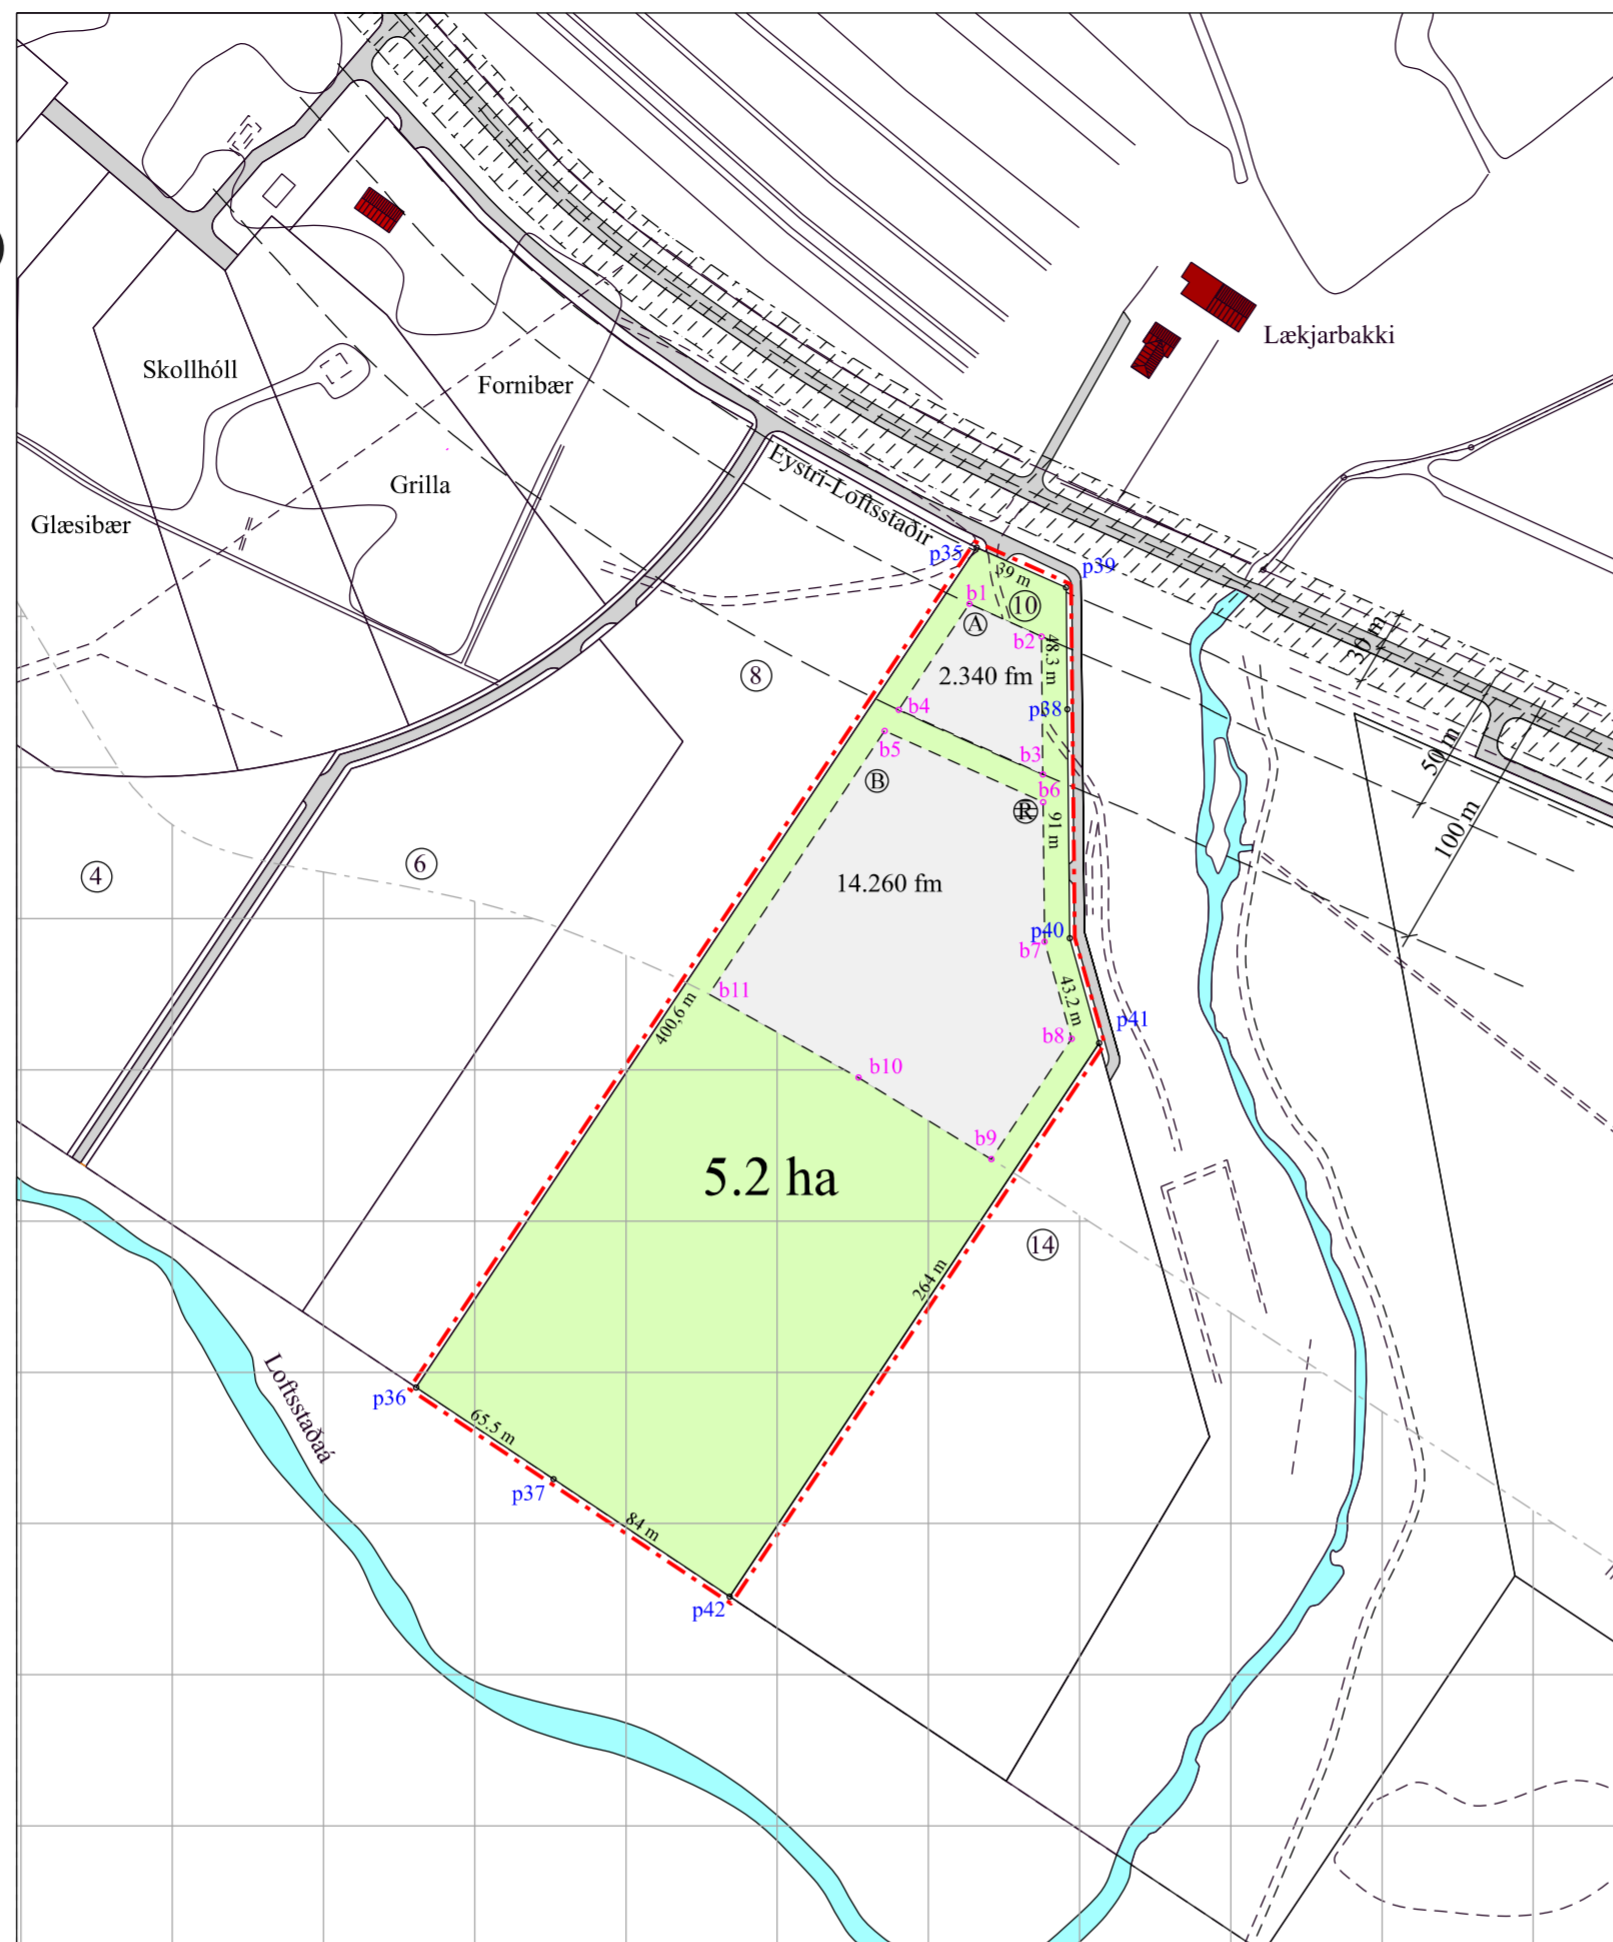 Lækjarbakki
Skollhóll
Fornibær
Grilla
Glæsibær
Eystri-Loftsstaðir
p35
39 m
p39
b1
10
A
b2
48.3 m
30 m
8
2.340 fm
b4
p38
b5
b3
50 m
B
b6
R
91 m
100 m
4
6
14.260 fm
p40
b7
b11
43.2 m
400,6 m
p41
b8
b10
b9
5.2 ha
14
264 m
Loftsstaðaá
p36
65.5 m
p37
84 m
p42